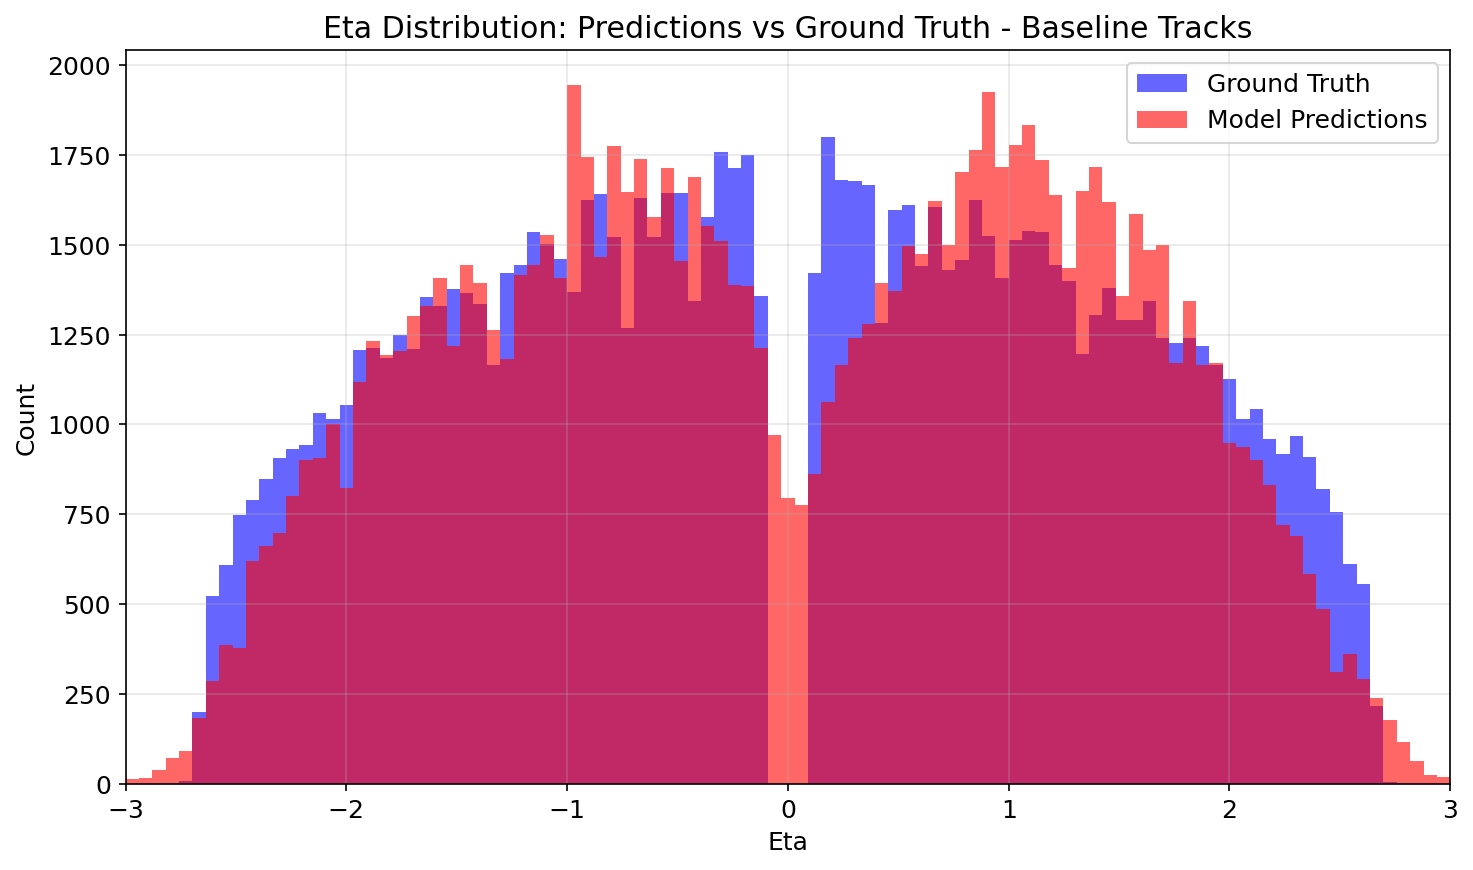 Eta Distribution: Predictions vs Ground Truth - Baseline Tracks
Ground Truth
Model Predictions
2000
1750
1500
1250
1000
750
500
250
0
Count
−3 −2 −1 0 1 2 3
Eta